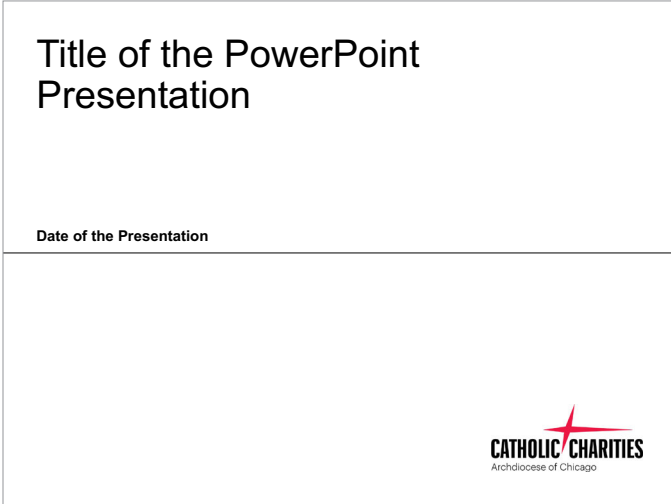 Title of the PowerPoint
Presentation
Date of the Presentation
CATHOLIC CHARITIES
Archdiocese of Chicago